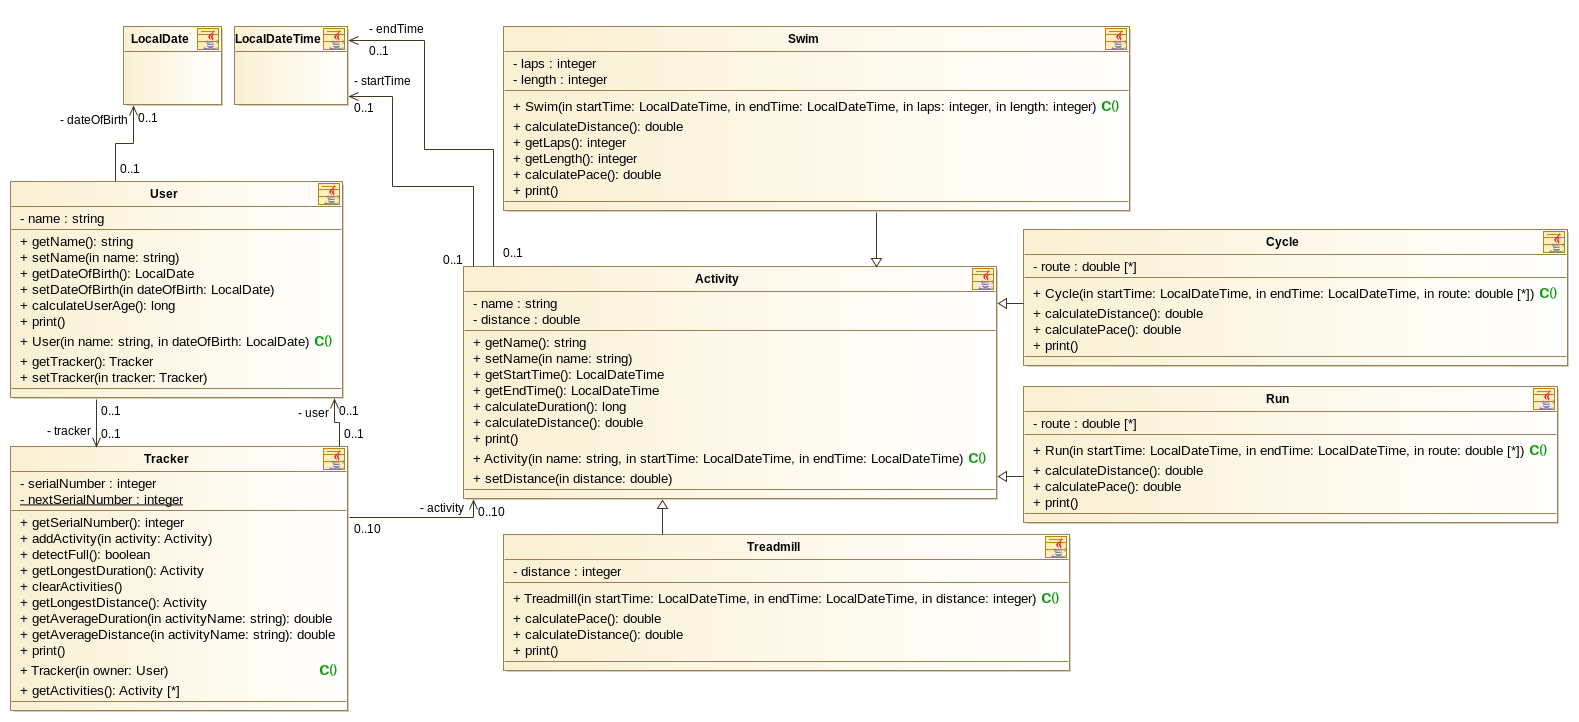 LocalDate
LocalDateTime
- endTime
0..1
- startTime
0..1
- dateOfBirth
0..1
0..1
Swim
- laps : integer
- length : integer
+ Swim(in startTime: LocalDateTime, in endTime: LocalDateTime, in laps: integer, in length: integer) C()
+ calculateDistance(): double
+ getLaps(): integer
+ getLength(): integer
+ calculatePace(): double
+ print()
User
- name : string
+ getName(): string
+ setName(in name: string)
+ getDateOfBirth(): LocalDate
+ setDateOfBirth(in dateOfBirth: LocalDate)
+ calculateUserAge(): long
+ print()
+ User(in name: string, in dateOfBirth: LocalDate) C()
+ getTracker(): Tracker
+ setTracker(in tracker: Tracker)
0..1
0..1
Activity
- name : string
- distance : double
+ getName(): string
+ setName(in name: string)
+ getStartTime(): LocalDateTime
+ getEndTime(): LocalDateTime
+ calculateDuration(): long
+ calculateDistance(): double
+ print()
+ Activity(in name: string, in startTime: LocalDateTime, in endTime: LocalDateTime) C()
+ setDistance(in distance: double)
Cycle
- route : double [*]
+ Cycle(in startTime: LocalDateTime, in endTime: LocalDateTime, in route: double [*]) C()
+ calculateDistance(): double
+ calculatePace(): double
+ print()
Run
- route : double [*]
+ Run(in startTime: LocalDateTime, in endTime: LocalDateTime, in route: double [*]) C()
+ calculateDistance(): double
+ calculatePace(): double
+ print()
0..1
- tracker
0..1
- user
0..1
0..1
Tracker
- serialNumber : integer
- nextSerialNumber : integer
+ getSerialNumber(): integer
+ addActivity(in activity: Activity)
+ detectFull(): boolean
+ getLongestDuration(): Activity
+ clearActivities()
+ getLongestDistance(): Activity
+ getAverageDuration(in activityName: string): double
+ getAverageDistance(in activityName: string): double
+ print()
+ Tracker(in owner: User) C()
+ getActivities(): Activity [*]
- activity
0..10
0..10
Treadmill
- distance : integer
+ Treadmill(in startTime: LocalDateTime, in endTime: LocalDateTime, in distance: integer) C()
+ calculatePace(): double
+ calculateDistance(): double
+ print()